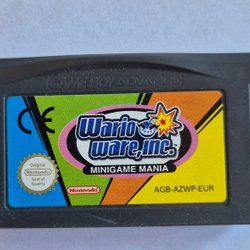 GAME BOY ADVANCE
CE
Wario
ware, inc.
MINIGAME MANIA
Original
Nintendo
Seal of Quality
Nintendo
AGB-AZWP-EUR